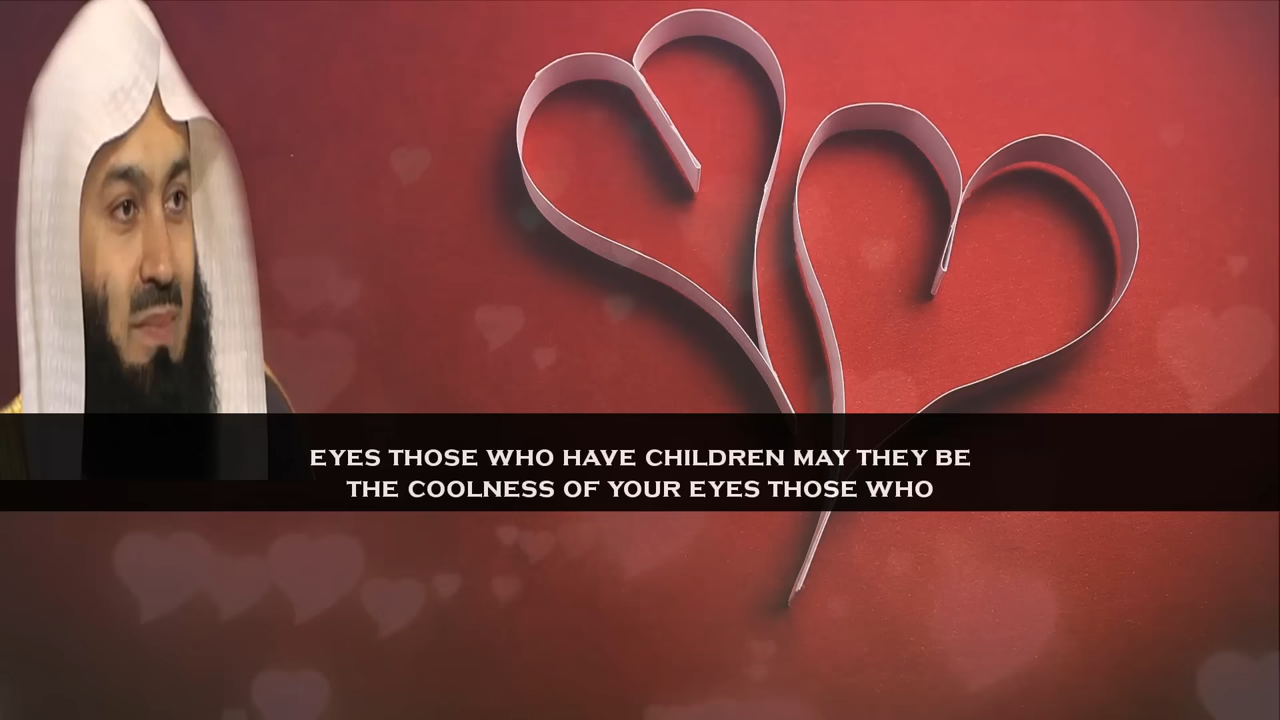 EYES THOSE WHO HAVE CHILDREN MAY THEY BE
THE COOLNESS OF YOUR EYES THOSE WHO